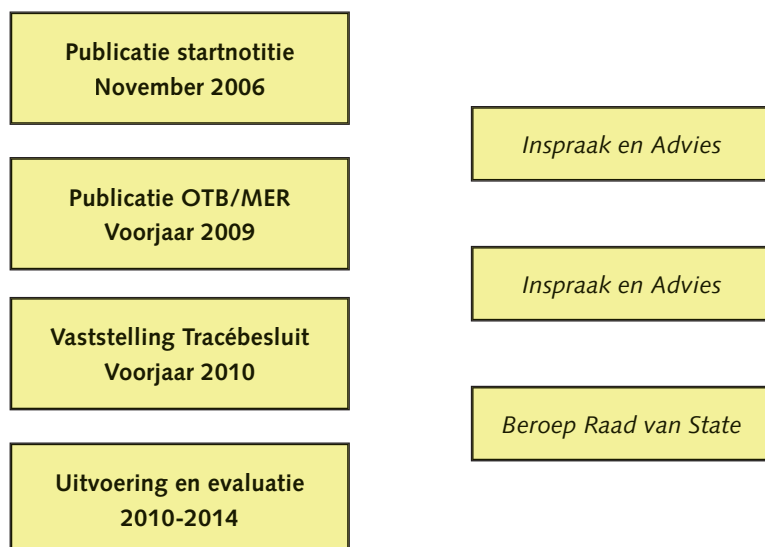 Publicatie startnotitie
November 2006
Inspraak en Advies
Publicatie OTB/MER
Voorjaar 2009
Inspraak en Advies
Vaststelling Tracébesluit
Voorjaar 2010
Beroep Raad van State
Uitvoering en evaluatie
2010-2014